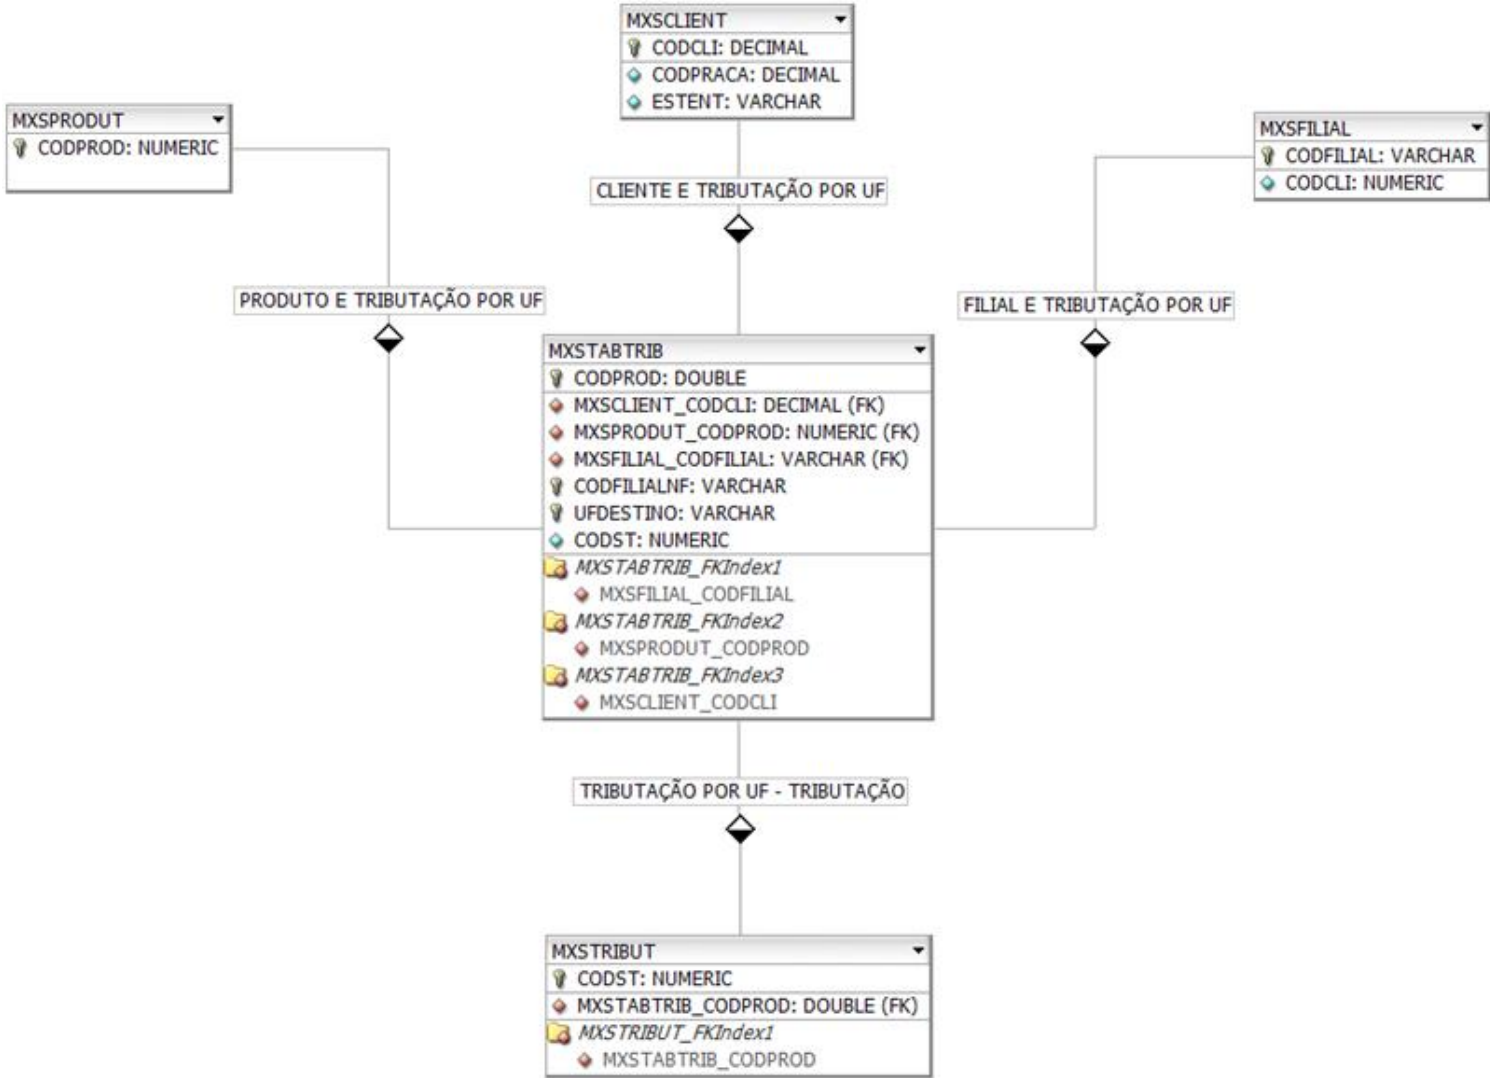 MXSCLIENT
CODCLI: DECIMAL
CODPRACA: DECIMAL
ESTENT: VARCHAR
MXSPRODUT
CODPROD: NUMERIC
MXSFILIAL
CODFILIAL: VARCHAR
CODCLI: NUMERIC
CLIENTE E TRIBUTAÇÃO POR UF
PRODUTO E TRIBUTAÇÃO POR UF
FILIAL E TRIBUTAÇÃO POR UF
MXSTABTRIB
CODPROD: DOUBLE
MXSCLIENT_CODCLI: DECIMAL (FK)
MXSPRODUT_CODPROD: NUMERIC (FK)
MXSFILIAL_CODFILIAL: VARCHAR (FK)
CODFILIALNF: VARCHAR
UFDESTINO: VARCHAR
CODST: NUMERIC
MXSTABTRIB_FKIndex1
MXSFILIAL_CODFILIAL
MXSTABTRIB_FKIndex2
MXSPRODUT_CODPROD
MXSTABTRIB_FKIndex3
MXSCLIENT_CODCLI
TRIBUTAÇÃO POR UF - TRIBUTAÇÃO
MXSTRIBUT
CODST: NUMERIC
MXSTABTRIB_CODPROD: DOUBLE (FK)
MXSTRIBUT_FKIndex1
MXSTABTRIB_CODPROD